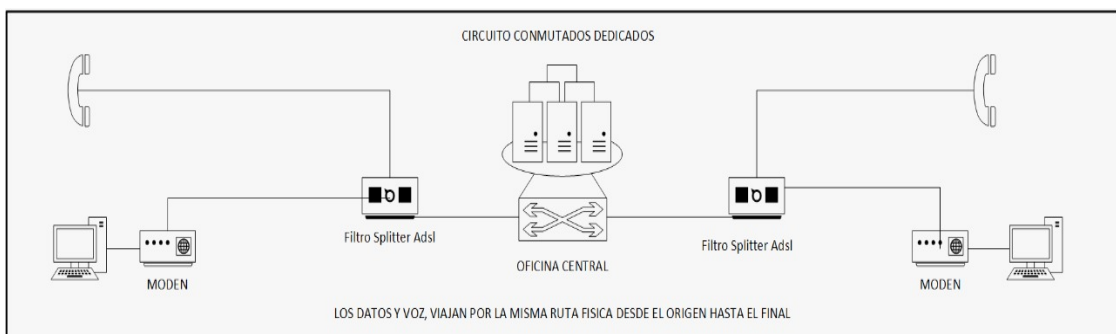 CIRCUITO CONMUTADOS DEDICADOS
Filtro Splitter Adsl
Filtro Splitter Adsl
OFICINA CENTRAL
MODEN
MODEN
LOS DATOS Y VOZ, VIAJAN POR LA MISMA RUTA FISICA DESDE EL ORIGEN HASTA EL FINAL